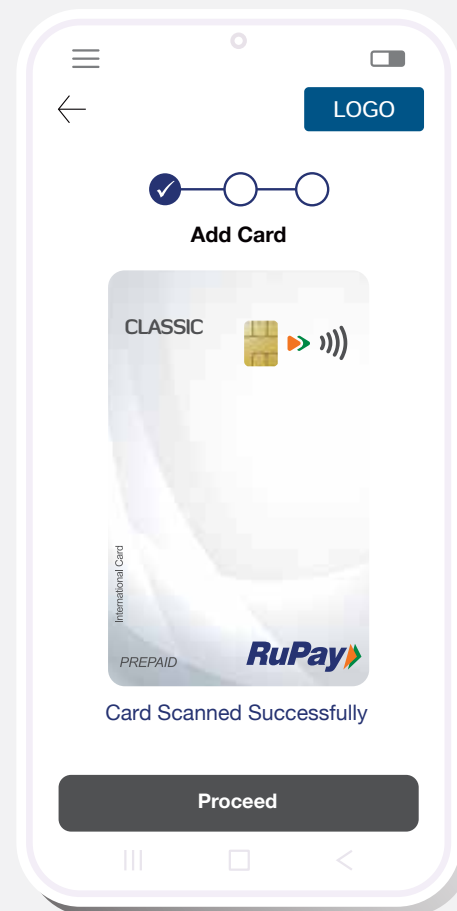 LOGO
Add Card
CLASSIC
International Card
PREPAID
RuPay
Card Scanned Successfully
Proceed